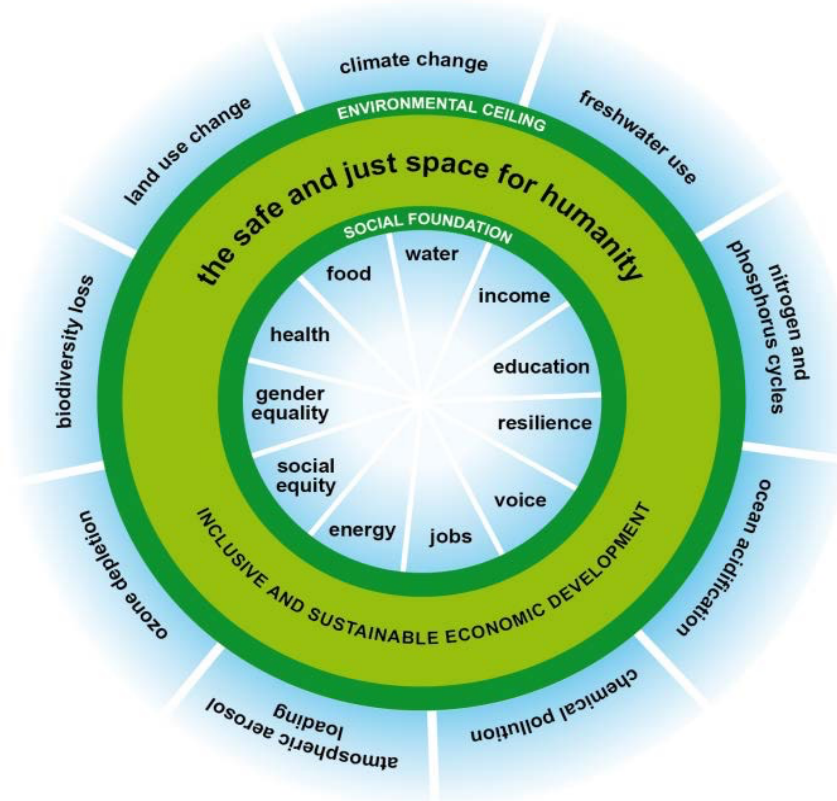 climate change
freshwater use
nitrogen and
phosphorus cycles
ocean acidification
chemical pollution
atmospheric aerosol
loading
ozone depletion
biodiversity loss
land use change
ENVIRONMENTAL CEILING
the safe and just space for humanity
SOCIAL FOUNDATION
water
income
education
resilience
voice
jobs
energy
social
equity
gender
equality
health
food
INCLUSIVE AND SUSTAINABLE ECONOMIC DEVELOPMENT